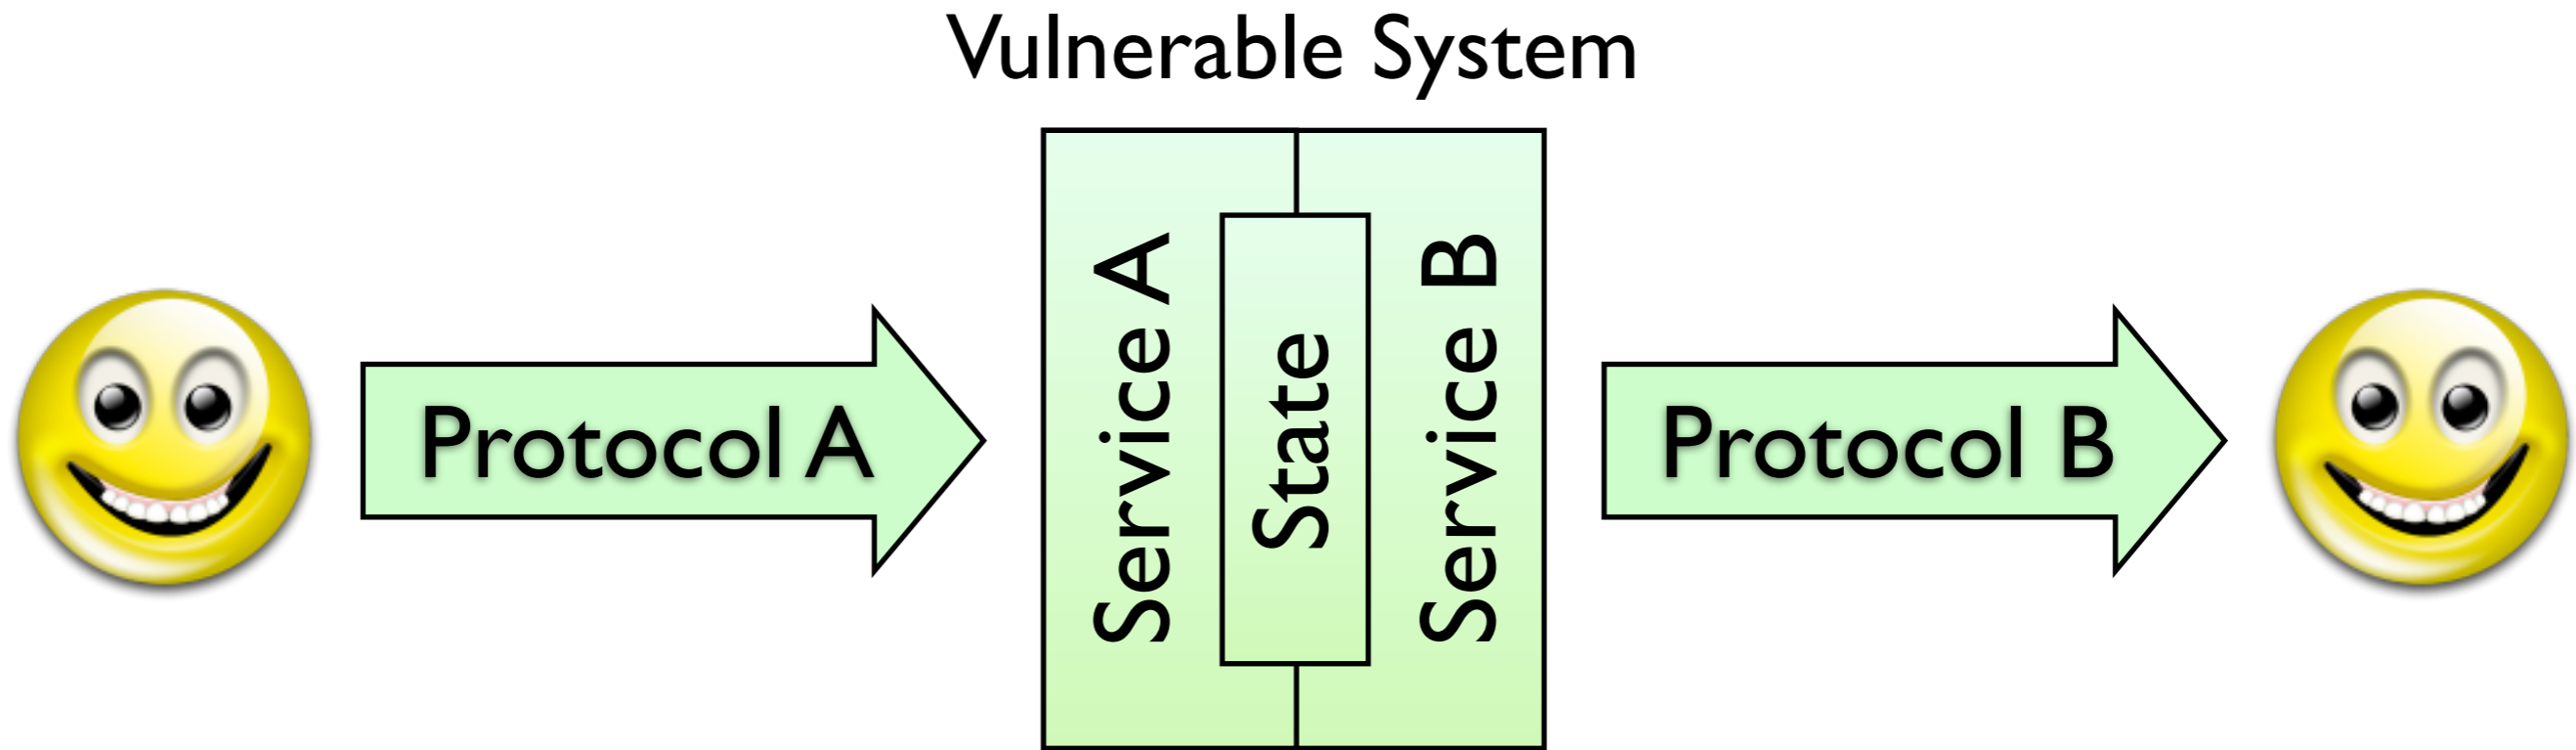 Vulnerable System
Protocol A
Service A
State
Service B
Protocol B